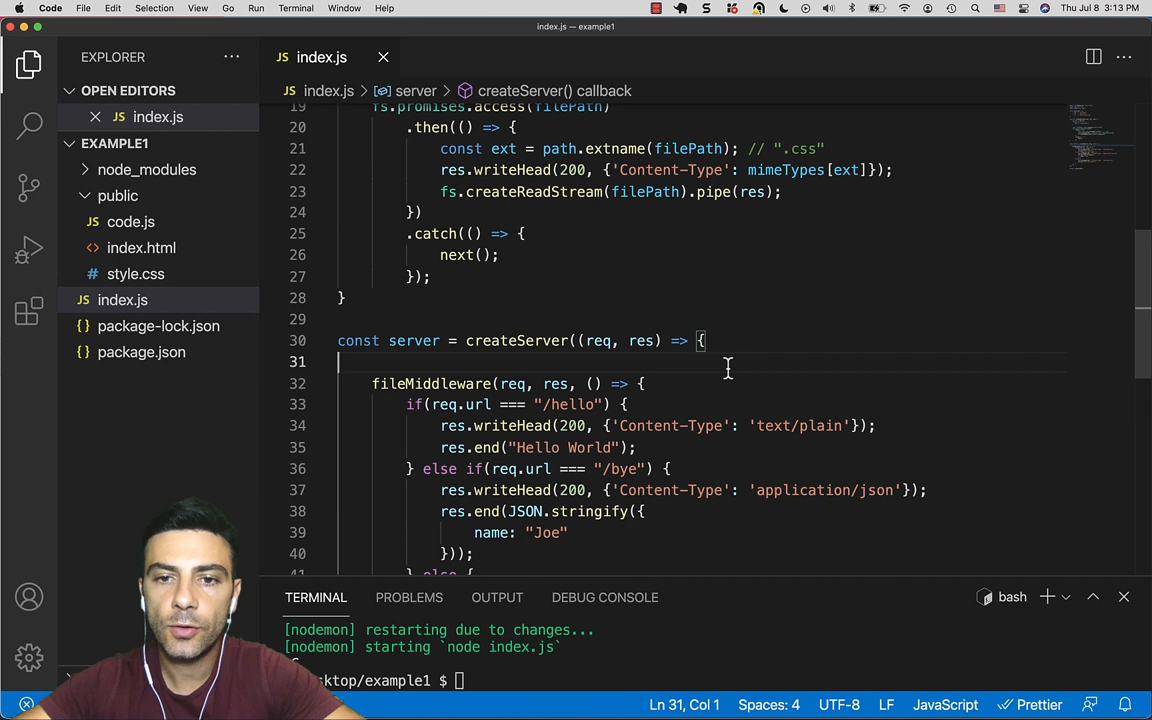 Code File Edit Selection View Go Run Terminal Window Help Thu Jul 8 3:13 PM
index.js — example1
EXPLORER
JS index.js
OPEN EDITORS
JS index.js
index.js > server > createServer() callback
EXAMPLE1
node_modules
public
JS code.js
<> index.html
# style.css
JS index.js
{} package-lock.json
{} package.json
19 fs.promises.access(filePath)
20 .then(() => {
21 const ext = path.extname(filePath); // ".css"
22 res.writeHead(200, {'Content-Type': mimeTypes[ext]});
23 fs.createReadStream(filePath).pipe(res);
24 })
25 .catch(() => {
26 next();
27 });
28 }
29
30 const server = createServer((req, res) => {
31
32 fileMiddleware(req, res, () => {
33 if(req.url === "/hello") {
34 res.writeHead(200, {'Content-Type': 'text/plain'});
35 res.end("Hello World");
36 } else if(req.url === "/bye") {
37 res.writeHead(200, {'Content-Type': 'application/json'});
38 res.end(JSON.stringify({
39 name: "Joe"
40 }));
41 } else {
TERMINAL PROBLEMS OUTPUT DEBUG CONSOLE bash
[nodemon] restarting due to changes...
[nodemon] starting `node index.js`
ktop/example1 $
Ln 31, Col 1 Spaces: 4 UTF-8 LF JavaScript Prettier